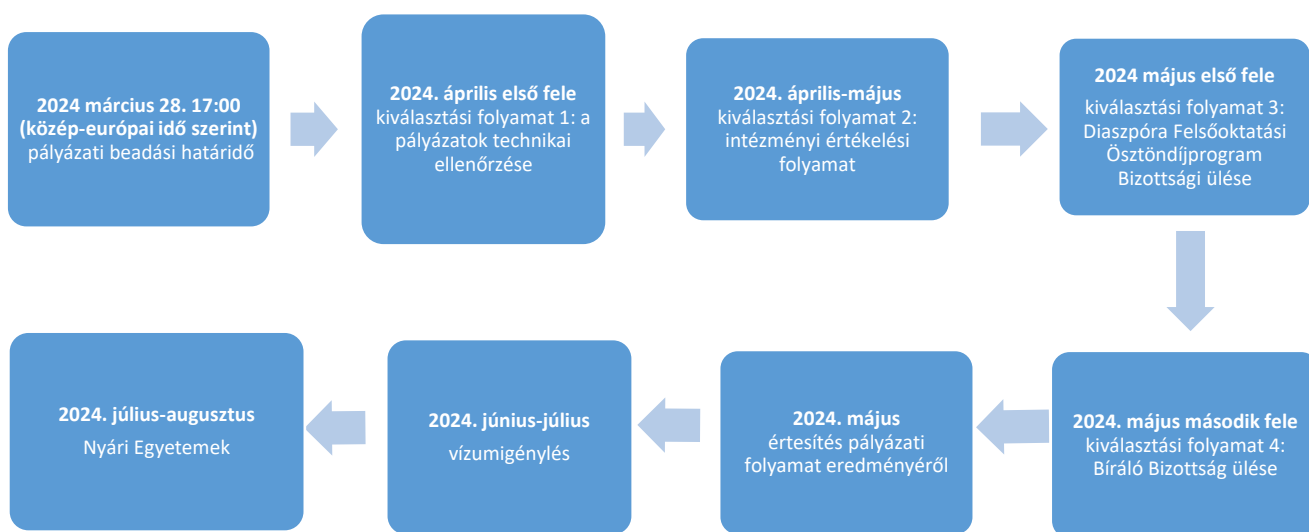 2024 március 28. 17:00
(közép-európai idő szerint)
pályázati beadási határidő
2024. április első fele
kiválasztási folyamat 1: a
pályázatok technikai
ellenőrzése
2024. április-május
kiválasztási folyamat 2:
intézményi értékelési
folyamat
2024 május első fele
kiválasztási folyamat 3:
Diaszpóra Felsőoktatási
Ösztöndíjprogram
Bizottsági ülése
2024. május második fele
kiválasztási folyamat 4:
Bíráló Bizottság ülése
2024. május
értesítés pályázati
folyamat eredményéről
2024. június-július
vízumigénylés
2024. július-augusztus
Nyári Egyetemek